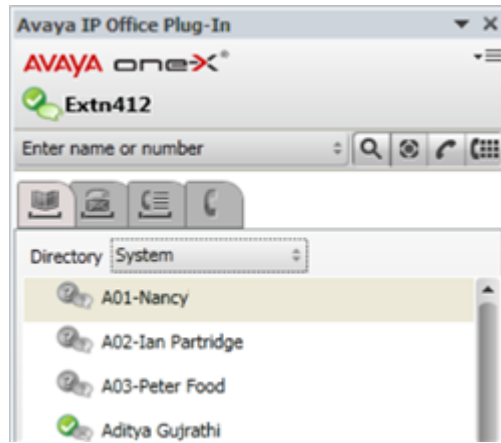 Avaya IP Office Plug-In
AVAYA one-X®
Extn412
Enter name or number
Directory System
A01-Nancy
A02-Ian Partridge
A03-Peter Food
Aditya Gujrathi